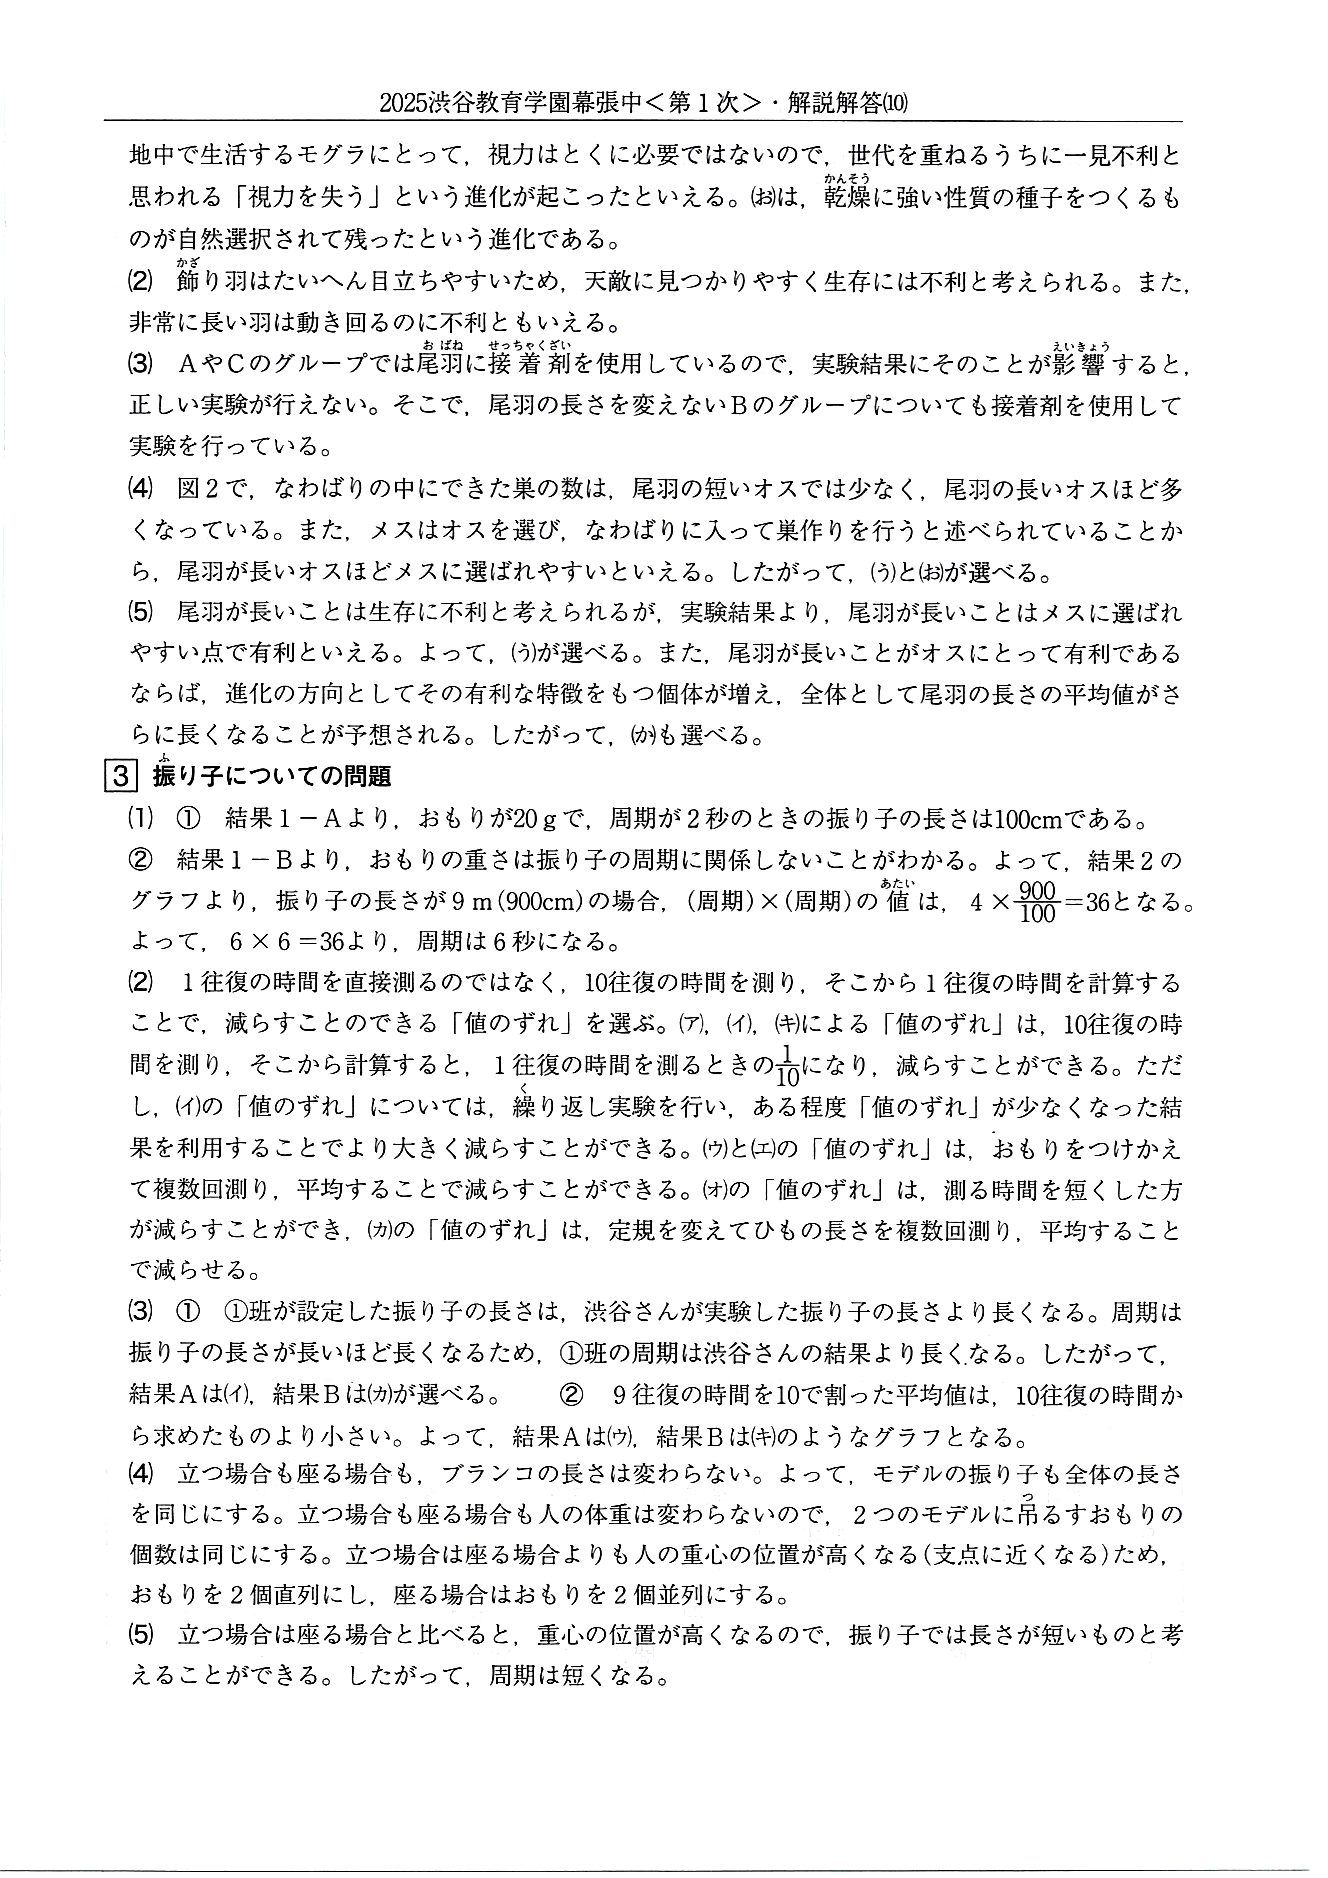 2025渋谷教育学園幕張中＜第１次＞・解説解答⑽
地中で生活するモグラにとって，視力はとくに必要ではないので，世代を重ねるうちに一見不利と
思われる「視力を失う」という進化が起こったといえる。(お)は，乾燥に強い性質の種子をつくるも
のが自然選択されて残ったという進化である。
⑵　飾り羽はたいへん目立ちやすいため，天敵に見つかりやすく生存には不利と考えられる。また，
非常に長い羽は動き回るのに不利ともいえる。
⑶　ＡやＣのグループでは尾羽に接着剤を使用しているので，実験結果にそのことが影響すると，
正しい実験が行えない。そこで，尾羽の長さを変えないＢのグループについても接着剤を使用して
実験を行っている。
⑷　図２で，なわばりの中にできた巣の数は，尾羽の短いオスでは少なく，尾羽の長いオスほど多
くなっている。また，メスはオスを選び，なわばりに入って巣作りを行うと述べられていることか
ら，尾羽が長いオスほどメスに選ばれやすいといえる。したがって，(う)と(お)が選べる。
⑸　尾羽が長いことは生存に不利と考えられるが，実験結果より，尾羽が長いことはメスに選ばれ
やすい点で有利といえる。よって，(う)が選べる。また，尾羽が長いことがオスにとって有利である
ならば，進化の方向としてその有利な特徴をもつ個体が増え，全体として尾羽の長さの平均値がさ
らに長くなることが予想される。したがって，(か)も選べる。
3 振り子についての問題
⑴　①　結果１－Ａより，おもりが20ｇで，周期が２秒のときの振り子の長さは100cmである。
②　結果１－Ｂより，おもりの重さは振り子の周期に関係しないことがわかる。よって，結果２の
グラフより，振り子の長さが９ｍ(900cm)の場合，(周期)×(周期)の値は，４×900/100＝36となる。
よって，６×６＝36より，周期は６秒になる。
⑵　１往復の時間を直接測るのではなく，10往復の時間を測り，そこから１往復の時間を計算する
ことで，減らすことのできる「値のずれ」を選ぶ。(ア)，(イ)，(キ)による「値のずれ」は，10往復の時
間を測り，そこから計算すると，１往復の時間を測るときの1/10になり，減らすことができる。ただ
し，(イ)の「値のずれ」については，繰り返し実験を行い，ある程度「値のずれ」が少なくなった結
果を利用することでより大きく減らすことができる。(ウ)と(エ)の「値のずれ」は，おもりをつけかえ
て複数回測り，平均することで減らすことができる。(オ)の「値のずれ」は，測る時間を短くした方
が減らすことができ，(カ)の「値のずれ」は，定規を変えてひもの長さを複数回測り，平均すること
で減らせる。
⑶　①　①班が設定した振り子の長さは，渋谷さんが実験した振り子の長さより長くなる。周期は
振り子の長さが長いほど長くなるため，①班の周期は渋谷さんの結果より長くなる。したがって，
結果Ａは(イ)，結果Ｂは(カ)が選べる。　　②　９往復の時間を10で割った平均値は，10往復の時間か
ら求めたものより小さい。よって，結果Ａは(ウ)，結果Ｂは(キ)のようなグラフとなる。
⑷　立つ場合も座る場合も，ブランコの長さは変わらない。よって，モデルの振り子も全体の長さ
を同じにする。立つ場合も座る場合も人の体重は変わらないので，２つのモデルに吊るすおもりの
個数は同じにする。立つ場合は座る場合よりも人の重心の位置が高くなる(支点に近くなる)ため，
おもりを２個直列にし，座る場合はおもりを２個並列にする。
⑸　立つ場合は座る場合と比べると，重心の位置が高くなるので，振り子では長さが短いものと考
えることができる。したがって，周期は短くなる。